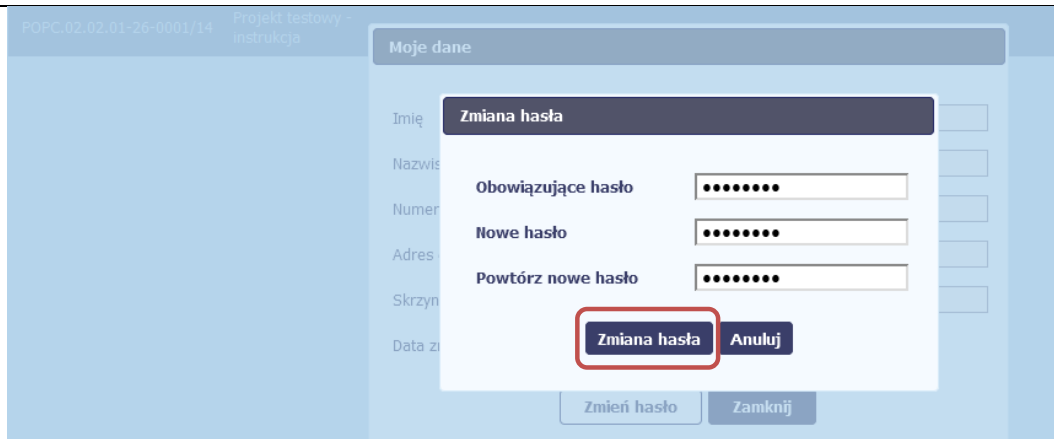 POPC.02.02.01-26-0001/14
Projekt testowy -
instrukcja
Moje dane
Imię
Zmiana hasła
Nazwis
Obowiązujące hasło
Numer
Nowe hasło
Adres
Powtórz nowe hasło
Skrzyn
Zmiana hasła Anuluj
Data z
Zmień hasło Zamknij